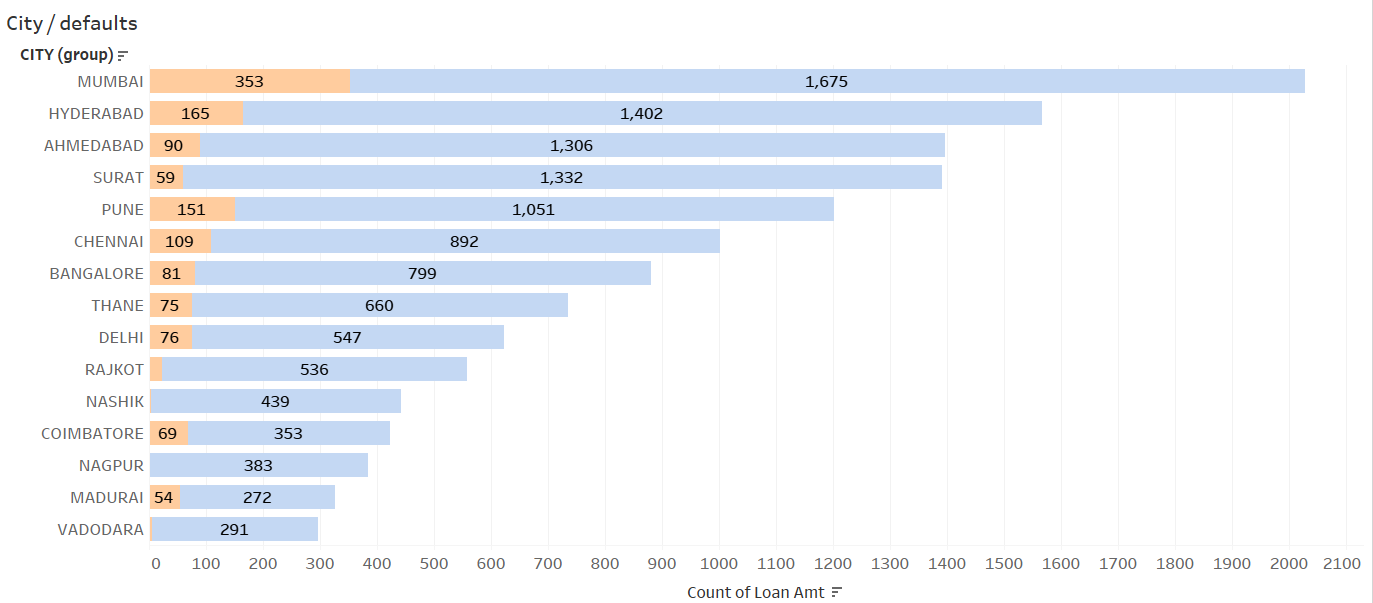 City / defaults
CITY (group)
MUMBAI 353 1,675
HYDERABAD 165 1,402
AHMEDABAD 90 1,306
SURAT 59 1,332
PUNE 151 1,051
CHENNAI 109 892
BANGALORE 81 799
THANE 75 660
DELHI 76 547
RAJKOT 536
NASHIK 439
COIMBATORE 69 353
NAGPUR 383
MADURAI 54 272
VADODARA 291
0 100 200 300 400 500 600 700 800 900 1000 1100 1200 1300 1400 1500 1600 1700 1800 1900 2000 2100
Count of Loan Amt